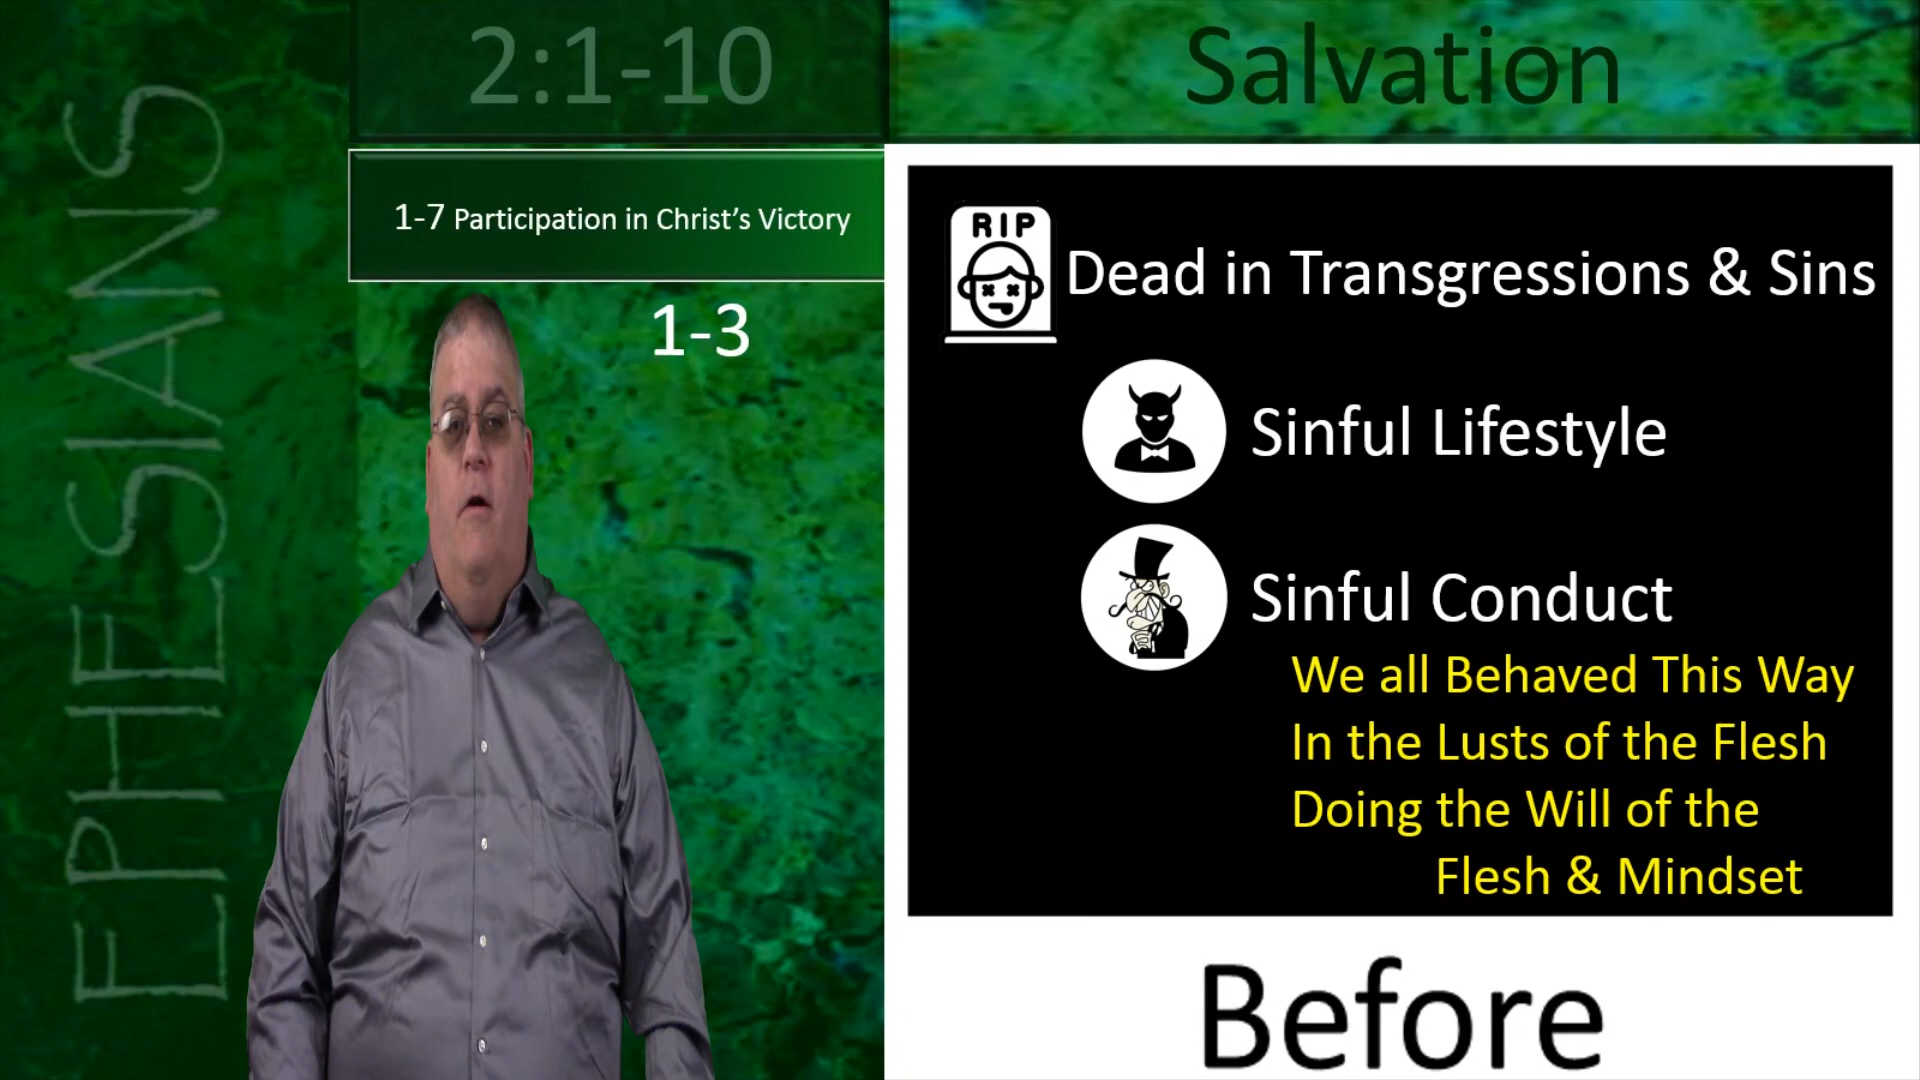 EPHESIANS
2:1-10
Salvation
1-7 Participation in Christ’s Victory
1-3
RIP
Dead in Transgressions & Sins
Sinful Lifestyle
Sinful Conduct
We all Behaved This Way
In the Lusts of the Flesh
Doing the Will of the
Flesh & Mindset
Before